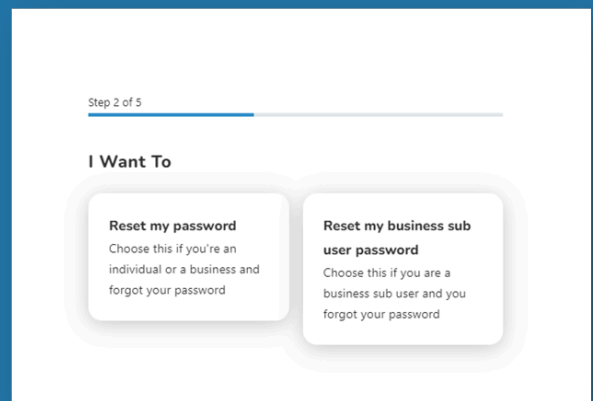 Step 2 of 5
I Want To
Reset my password
Choose this if you're an
individual or a business and
forgot your password
Reset my business sub
user password
Choose this if you are a
business sub user and you
forgot your password